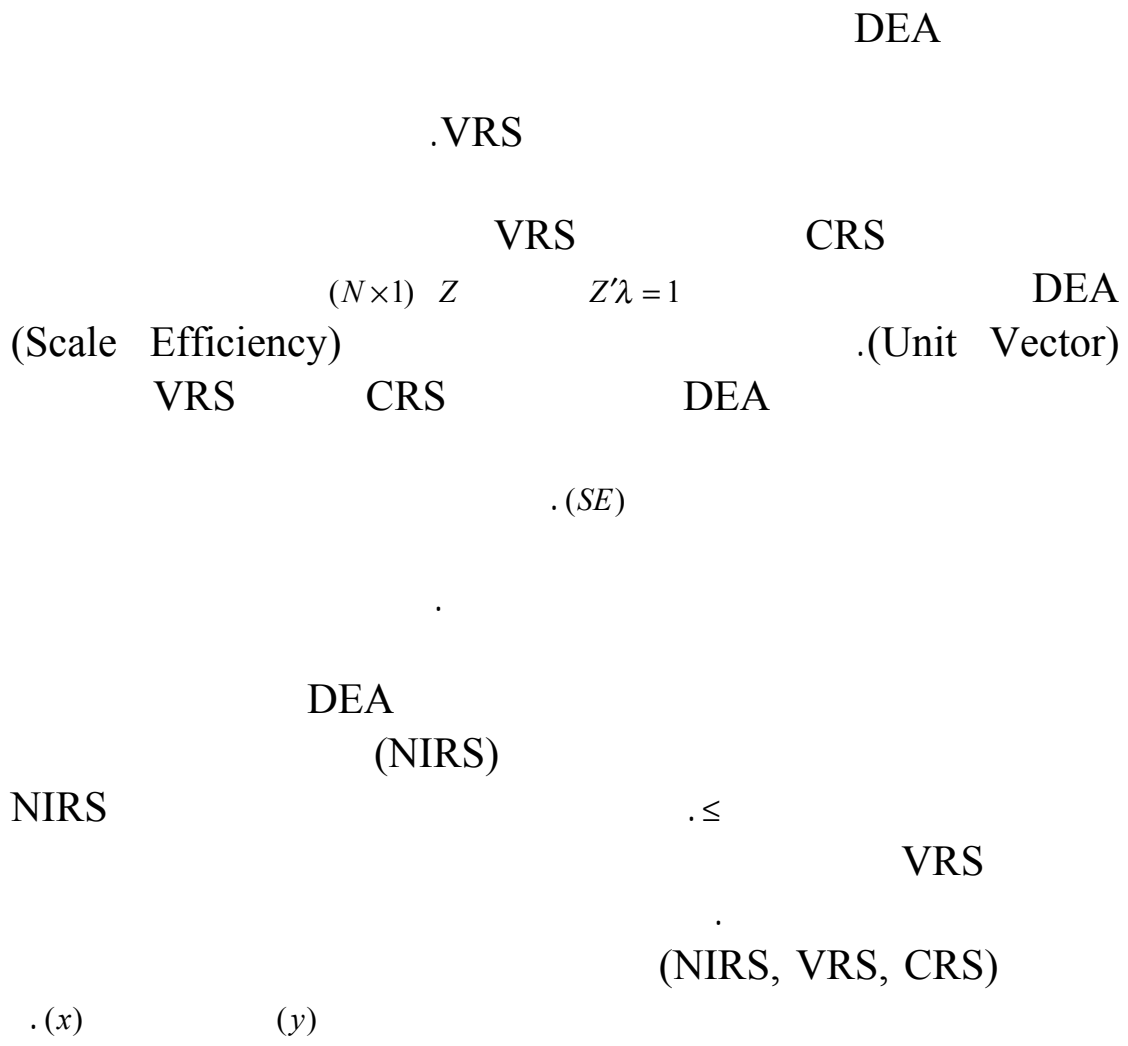 DEA
.VRS
VRS CRS
(N×1) Z Z′λ = 1 DEA
(Scale Efficiency) .(Unit Vector)
VRS CRS DEA
. (SE)
.
DEA
(NIRS)
NIRS . ≤
VRS
.
(NIRS, VRS, CRS)
. (x) (y)